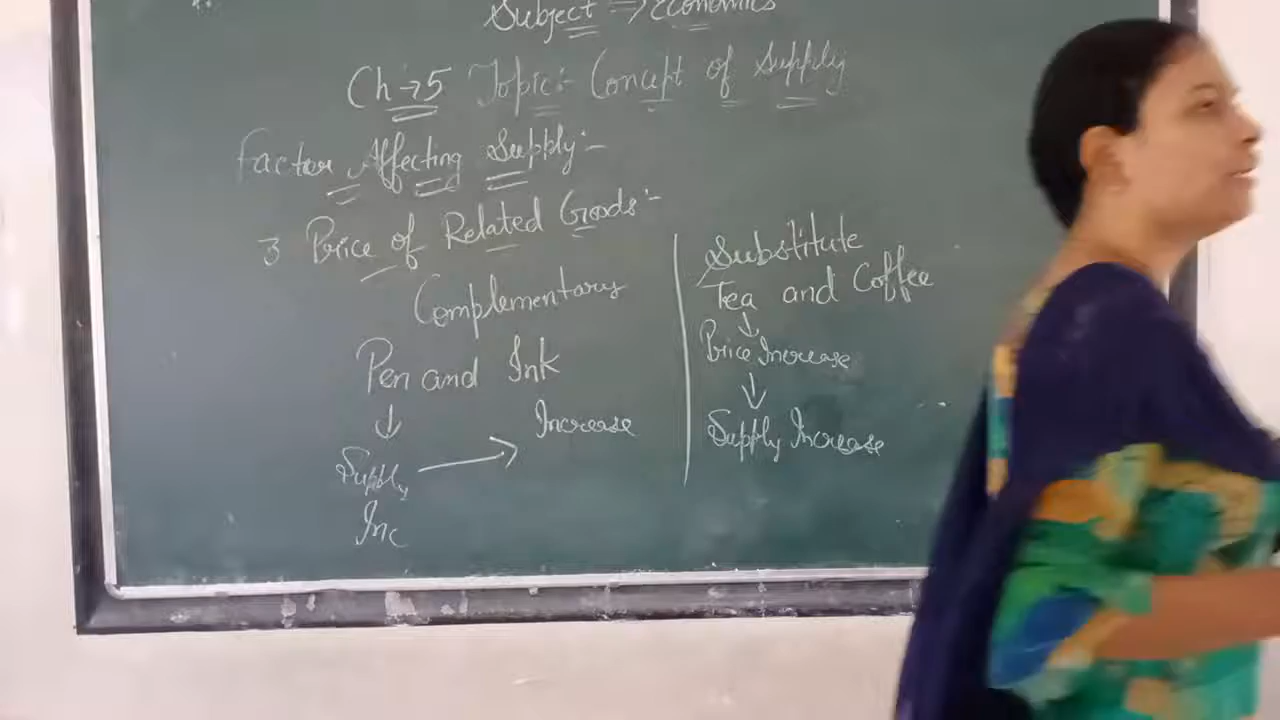 Subject → Economics
Ch→5 Topic:- Concept of Supply
Factor Affecting Supply:-
3 Price of Related Goods:-
Complementary
Pen and Ink
↓
Supply → Increase
Inc
Substitute
Tea and Coffee
↓
Price Increase
↓
Supply Increase